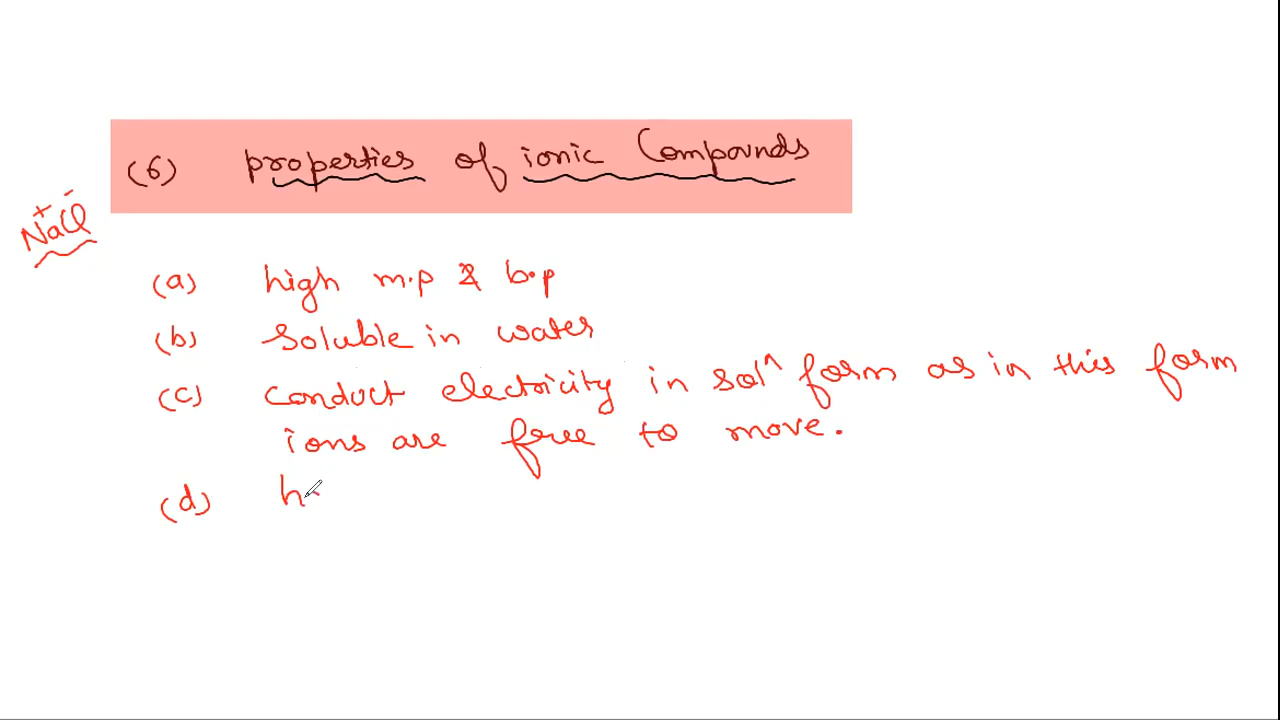 (6) properties of ionic Compounds
NaCl
+ -
(a) high m.p & b.p
(b) Soluble in water
(c) Conduct electricity in solⁿ form as in this form
ions are free to move.
(d) h